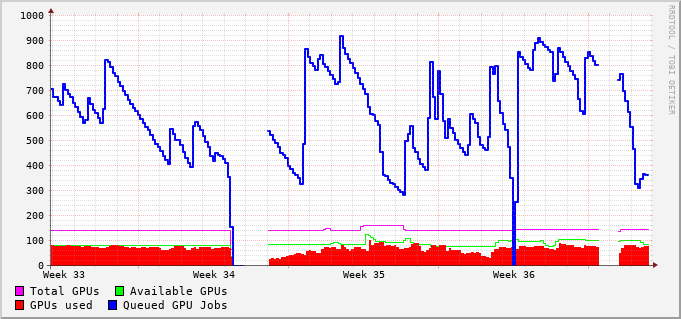 1000
900
800
700
600
500
400
300
200
100
0
Week 33 Week 34 Week 35 Week 36
Total GPUs Available GPUs
GPUs used Queued GPU Jobs
RRDTOOL / TOBI OETIKER